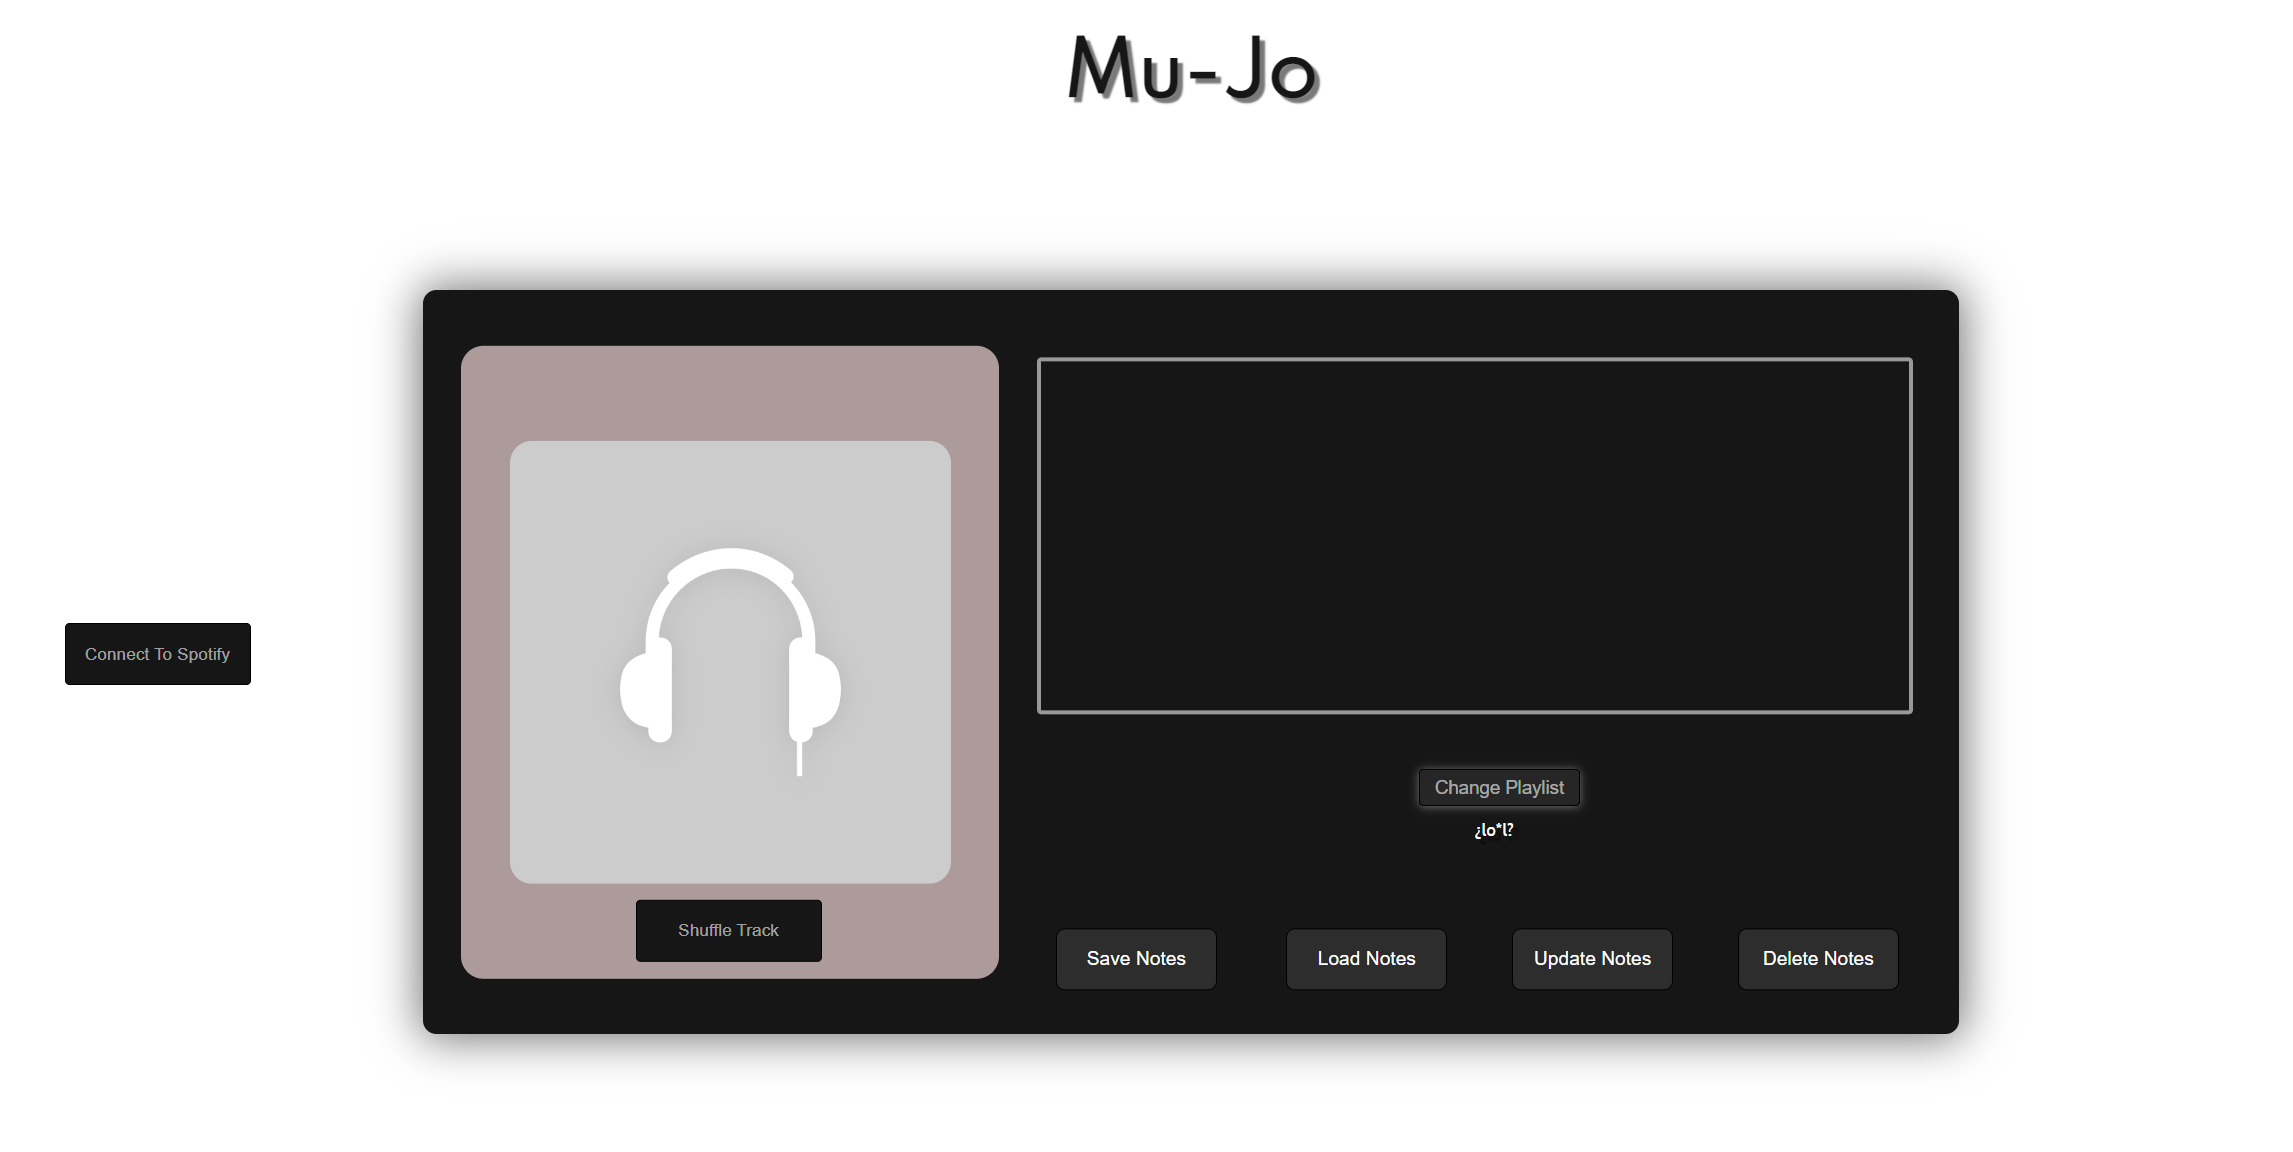 Mu-Jo
Connect To Spotify
Shuffle Track
Change Playlist
¿lo*l?
Save Notes
Load Notes
Update Notes
Delete Notes